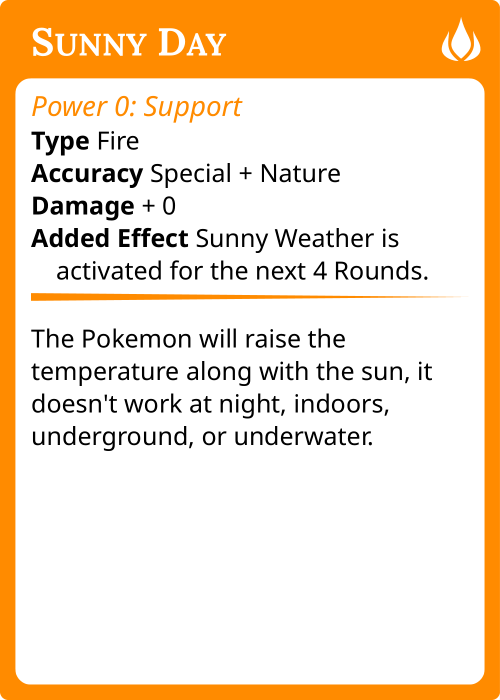 Sunny Day
Power 0: Support
Type Fire
Accuracy Special + Nature
Damage + 0
Added Effect Sunny Weather is
activated for the next 4 Rounds.
The Pokemon will raise the
temperature along with the sun, it
doesn't work at night, indoors,
underground, or underwater.